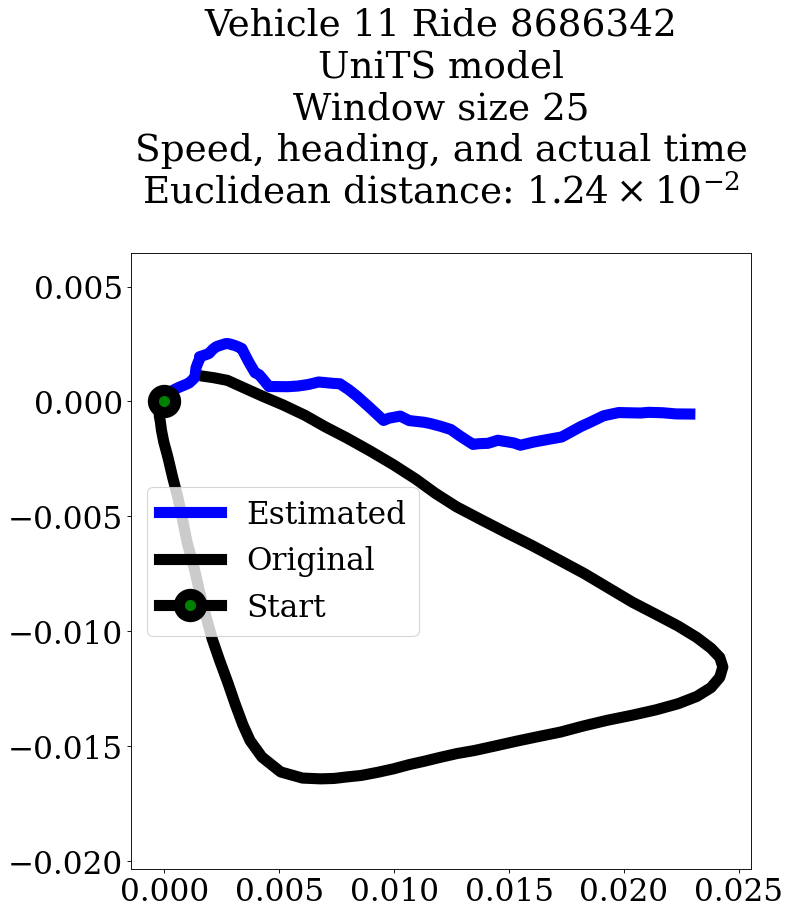 Vehicle 11 Ride 8686342
UniTS model
Window size 25
Speed, heading, and actual time
Euclidean distance: 1.24 × 10⁻²
0.005
0.000
−0.005
−0.010
−0.015
−0.020
Estimated
Original
Start
0.000 0.005 0.010 0.015 0.020 0.025